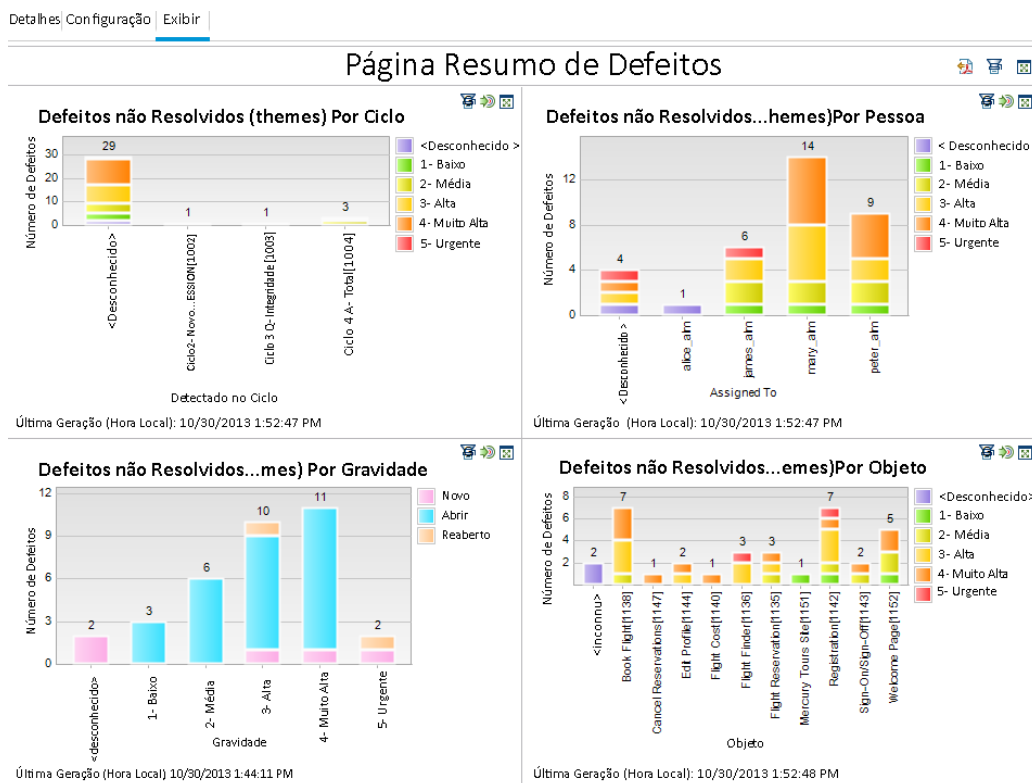 Detalhes Configuração Exibir
Página Resumo de Defeitos
Defeitos não Resolvidos (themes) Por Ciclo
Número de Defeitos
30
20
10
0
29
1
1
3
<Desconhecido>
Ciclo2- Novo...ESSION[1002]
Ciclo 3 Q- Integridade [1003]
Ciclo 4 A- Total[1004]
Detectado no Ciclo
<Desconhecido >
1- Baixo
2- Média
3- Alta
4- Muito Alta
5- Urgente
Última Geração (Hora Local): 10/30/2013 1:52:47 PM
Defeitos não Resolvidos...hemes)Por Pessoa
Número de Defeitos
12
8
4
0
4
1
6
14
9
<Desconhecido >
alice_alm
james_alm
mary_alm
peter_alm
Assigned To
< Desconhecido
1- Baixo
2- Média
3- Alta
4- Muito Alta
5- Urgente
Última Geração (Hora Local): 10/30/2013 1:52:47 PM
Defeitos não Resolvidos...mes) Por Gravidade
Número de Defeitos
12
9
6
3
0
2
3
6
10
11
2
<desconhecido>
1- Baixo
2- Média
3- Alta
4- Muito Alta
5- Urgente
Gravidade
Novo
Abrir
Reaberto
Última Geração (Hora Local) 10/30/2013 1:44:11 PM
Defeitos não Resolvidos...emes)Por Objeto
Número de Defeitos
8
6
4
2
2
7
1
2
1
3
3
1
7
2
5
<inconnu>
Book Flight[1138]
Cancel Reservations[1147]
Edit Profile[1144]
Flight Cost[1140]
Flight Finder[1136]
Flight Reservation[1135]
Mercury Tours Site[1151]
Registration[1142]
Sign-On/Sign-Off[1143]
Welcome Page[1152]
Objeto
<Desconhecido>
1- Baixo
2- Média
3- Alta
4- Muito Alta
5- Urgente
Última Geração (Hora Local): 10/30/2013 1:52:48 PM